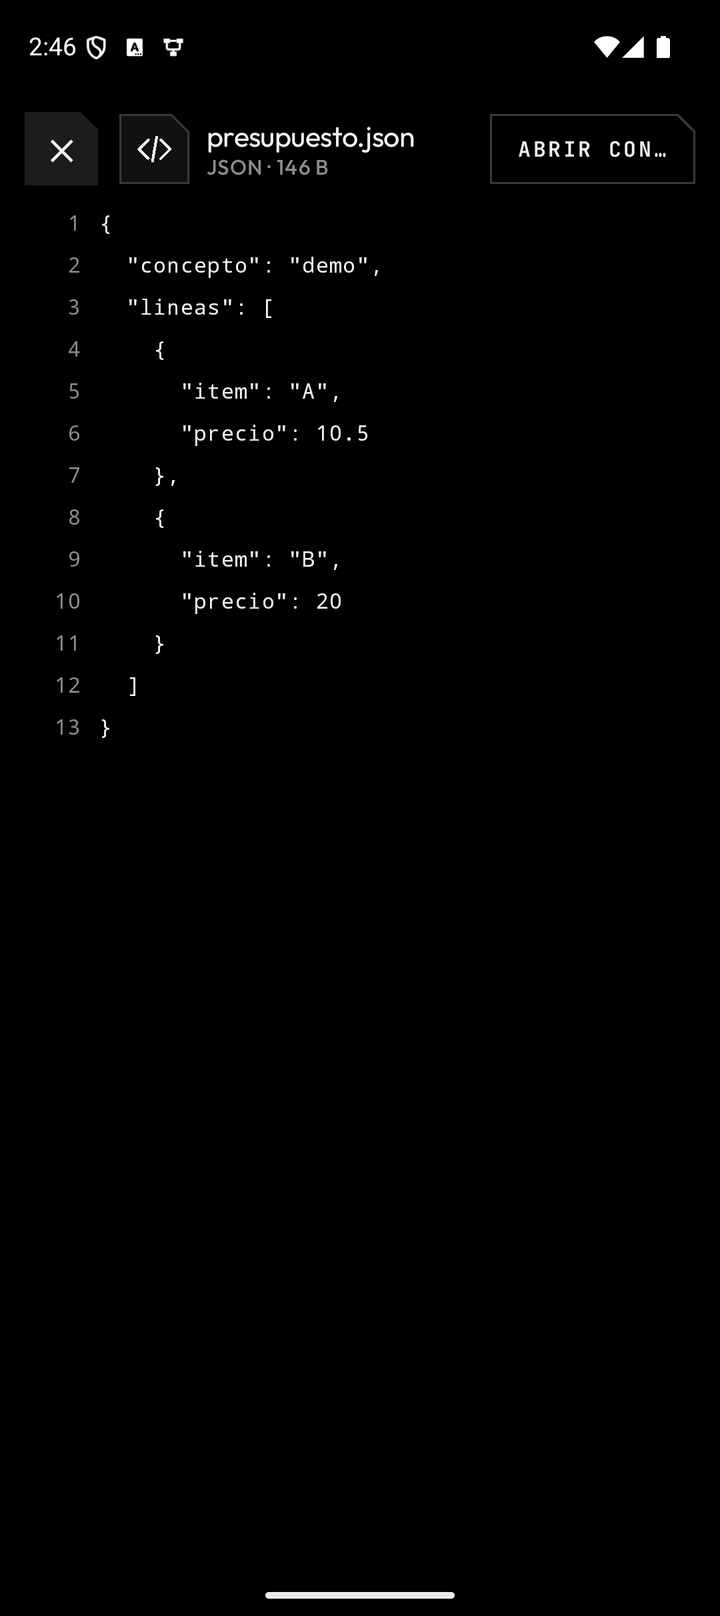 2:46
presupuesto.json
JSON · 146 B
ABRIR CON…
1 {
2   "concepto": "demo",
3   "lineas": [
4     {
5       "item": "A",
6       "precio": 10.5
7     },
8     {
9       "item": "B",
10       "precio": 20
11     }
12   ]
13 }